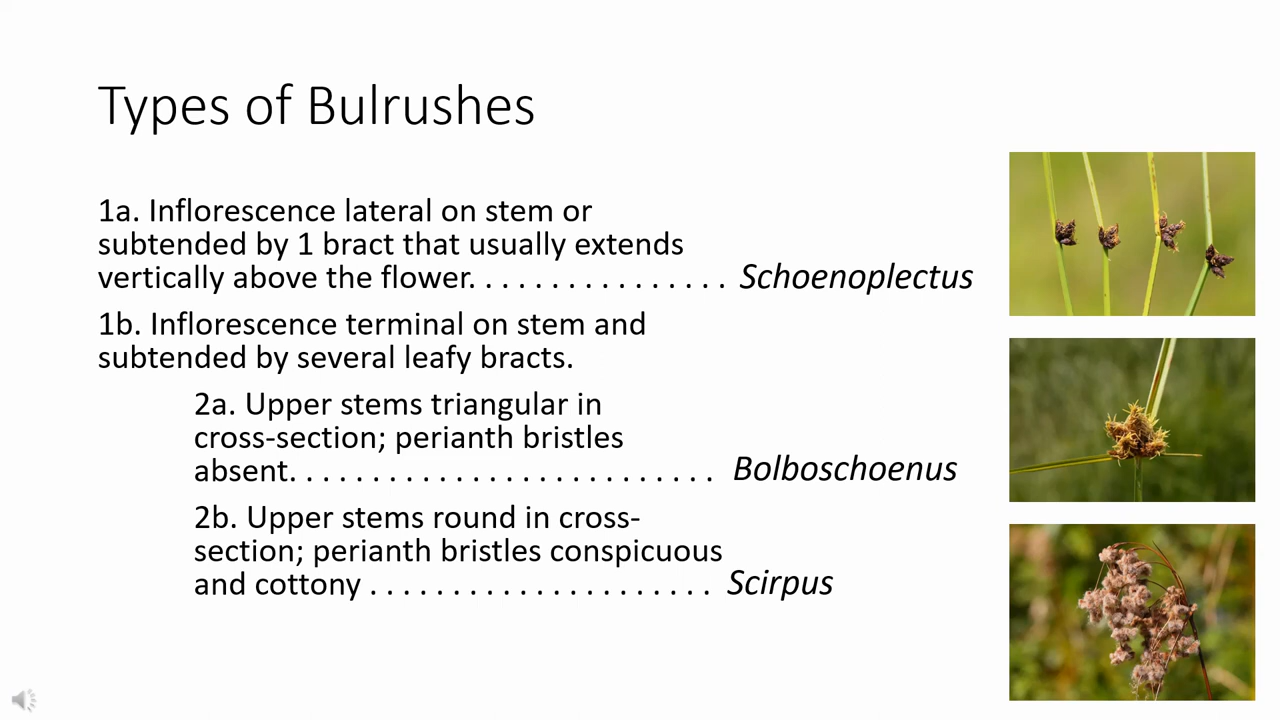 Types of Bulrushes
1a. Inflorescence lateral on stem or
subtended by 1 bract that usually extends
vertically above the flower. . . . . . . . . . . . . . . . Schoenoplectus
1b. Inflorescence terminal on stem and
subtended by several leafy bracts.
2a. Upper stems triangular in
cross-section; perianth bristles
absent. . . . . . . . . . . . . . . . . . . . . . . . . . Bolboschoenus
2b. Upper stems round in cross-
section; perianth bristles conspicuous
and cottony . . . . . . . . . . . . . . . . . . . . . Scirpus